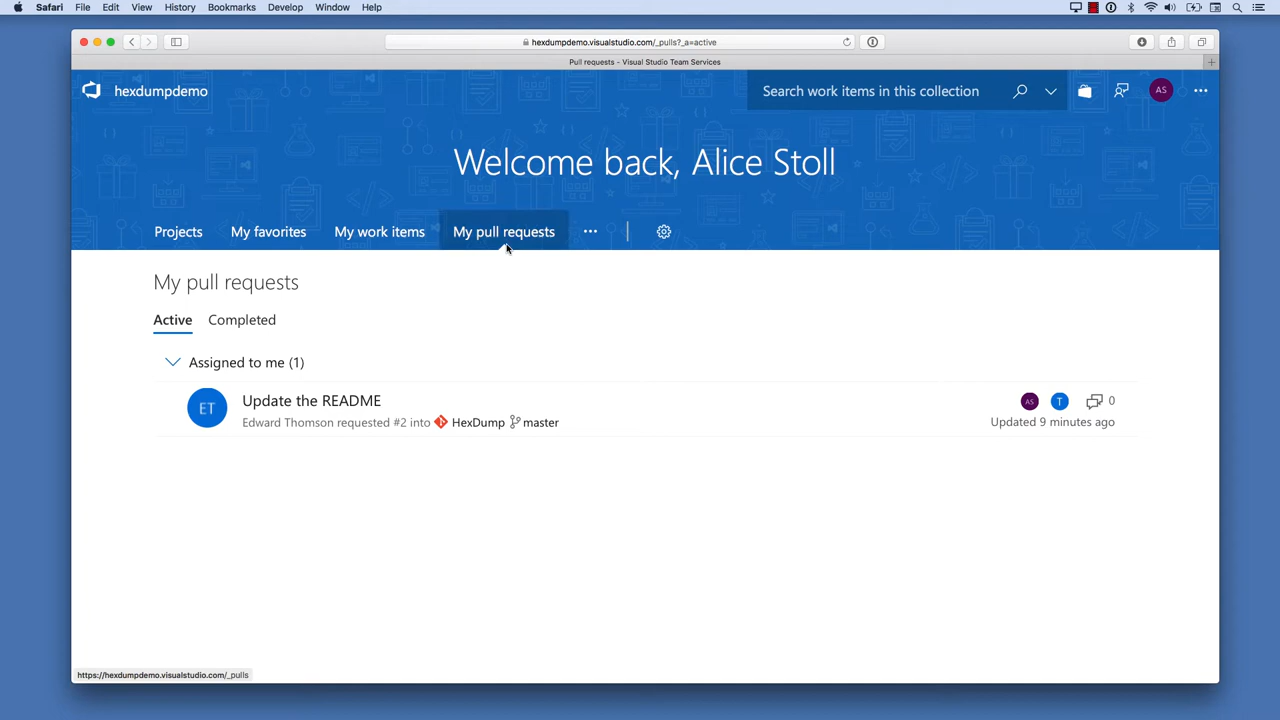 Safari File Edit View History Bookmarks Develop Window Help
hexdumpdemo.visualstudio.com/_pulls?_a=active
Pull requests - Visual Studio Team Services
hexdumpdemo
Search work items in this collection
AS
Welcome back, Alice Stoll
Projects My favorites My work items My pull requests
My pull requests
Active Completed
Assigned to me (1)
ET
Update the README
AS T 0
Edward Thomson requested #2 into HexDump master
Updated 9 minutes ago
https://hexdumpdemo.visualstudio.com/_pulls